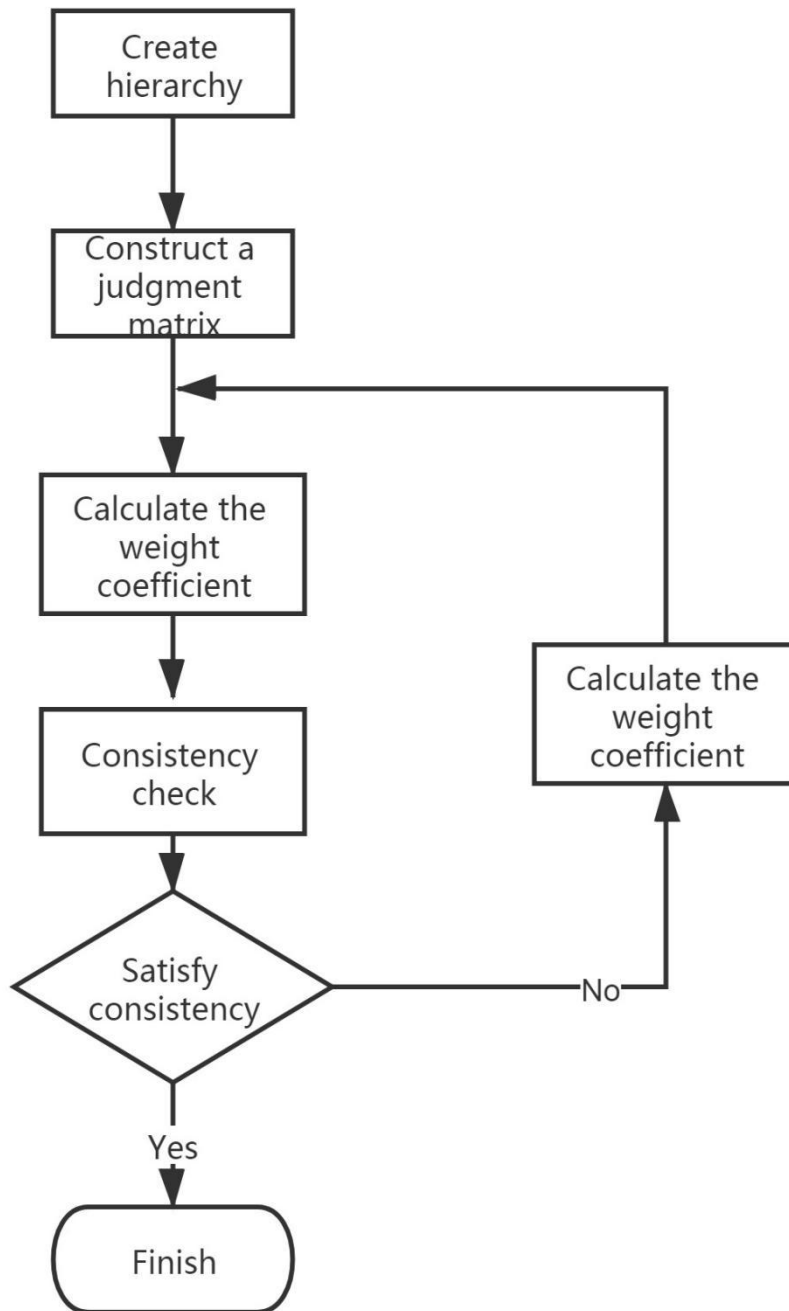 Create
hierarchy
Construct a
judgment
matrix
Calculate the
weight
coefficient
Consistency
check
Calculate the
weight
coefficient
Satisfy
consistency
No
Yes
Finish